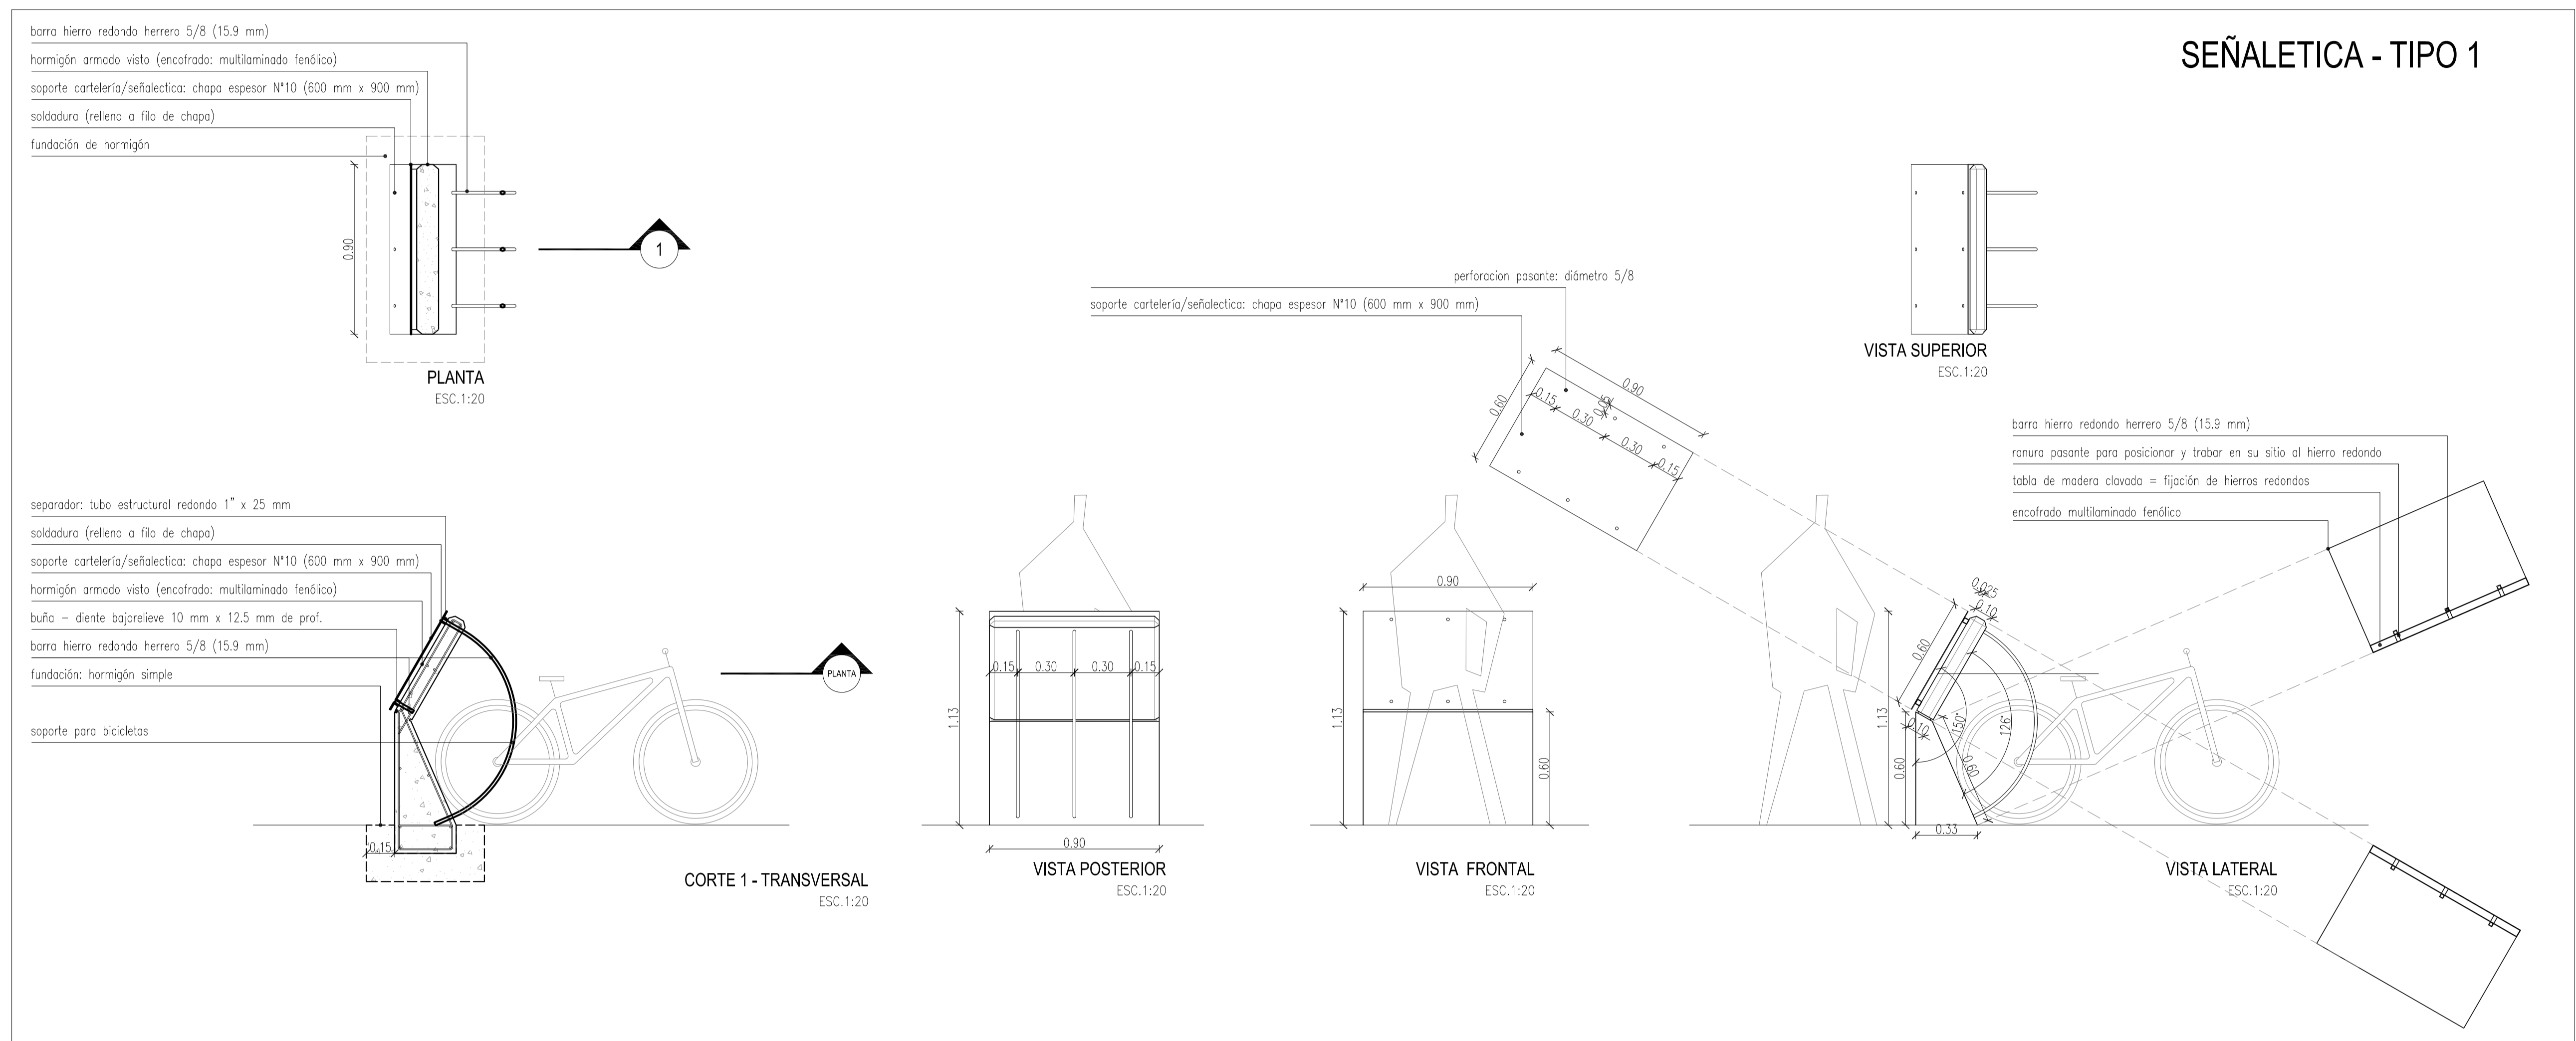 SEÑALETICA - TIPO 1
barra hierro redondo herrero 5/8 (15.9 mm)
hormigón armado visto (encofrado: multilaminado fenólico)
soporte cartelería/señalectica: chapa espesor N°10 (600 mm x 900 mm)
soldadura (relleno a filo de chapa)
fundación de hormigón
0.90
1
PLANTA
ESC.1:20
perforacion pasante: diámetro 5/8
soporte cartelería/señalectica: chapa espesor N°10 (600 mm x 900 mm)
0.90
0.60
0.15
0.05
0.30
0.30
0.15
VISTA SUPERIOR
ESC.1:20
barra hierro redondo herrero 5/8 (15.9 mm)
ranura pasante para posicionar y trabar en su sitio al hierro redondo
tabla de madera clavada = fijación de hierros redondos
encofrado multilaminado fenólico
separador: tubo estructural redondo 1" x 25 mm
soldadura (relleno a filo de chapa)
soporte cartelería/señalectica: chapa espesor N°10 (600 mm x 900 mm)
hormigón armado visto (encofrado: multilaminado fenólico)
buña – diente bajorelieve 10 mm x 12.5 mm de prof.
barra hierro redondo herrero 5/8 (15.9 mm)
fundación: hormigón simple
soporte para bicicletas
0.15
PLANTA
CORTE 1 - TRANSVERSAL
ESC.1:20
0.15
0.30
0.30
0.15
1.13
0.90
VISTA POSTERIOR
ESC.1:20
0.90
1.13
0.60
VISTA FRONTAL
ESC.1:20
0.025
0.10
0.60
1.13
0.10
150°
126°
0.60
0.60
0.33
VISTA LATERAL
ESC.1:20